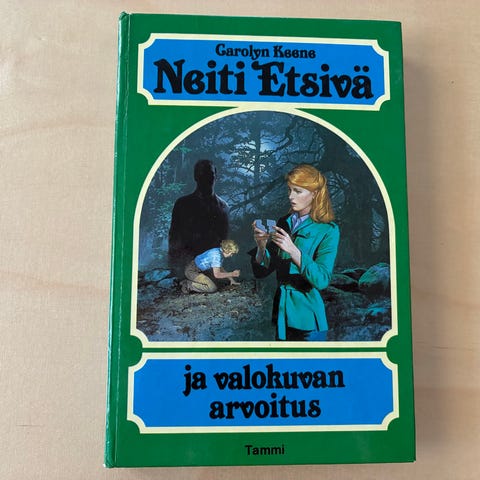 Carolyn Keene
Neiti Etsivä
ja valokuvan
arvoitus
Tammi